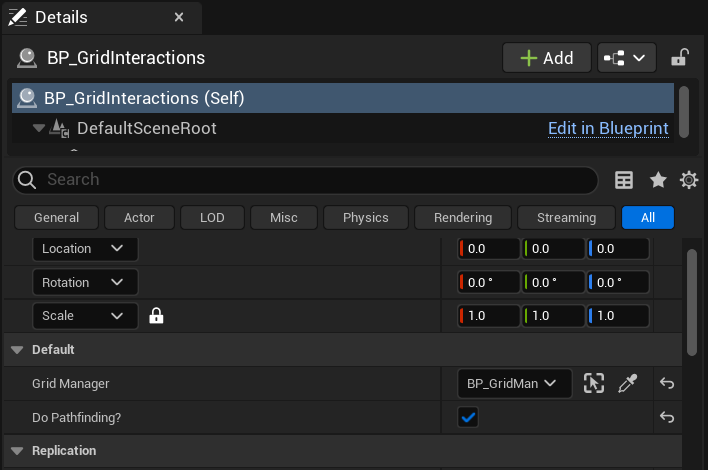 Details
BP_GridInteractions
Add
BP_GridInteractions (Self)
DefaultSceneRoot
Edit in Blueprint
Search
General Actor LOD Misc Physics Rendering Streaming All
Location 0.0 0.0 0.0
Rotation 0.0 ° 0.0 ° 0.0 °
Scale 1.0 1.0 1.0
Default
Grid Manager BP_GridMan
Do Pathfinding?
Replication